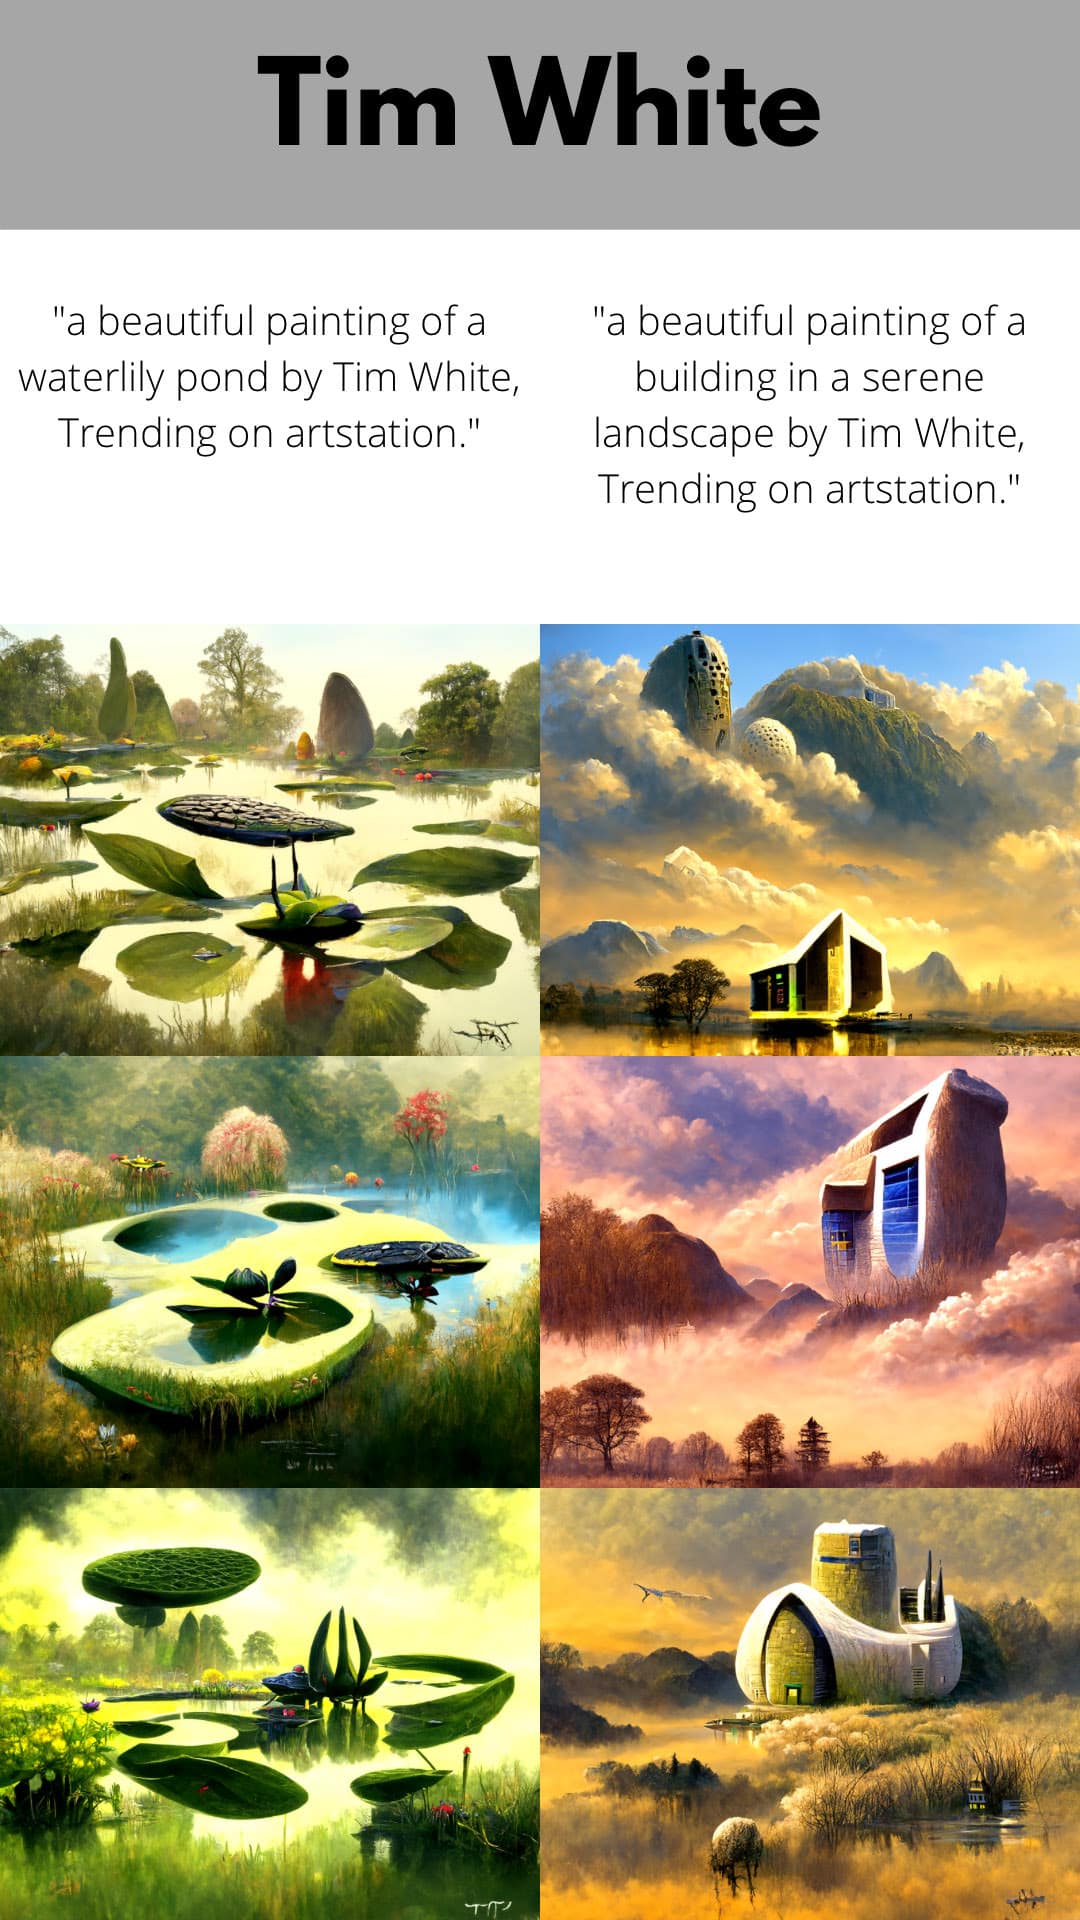 Tim White
"a beautiful painting of a
waterlily pond by Tim White,
Trending on artstation."
"a beautiful painting of a
building in a serene
landscape by Tim White,
Trending on artstation."